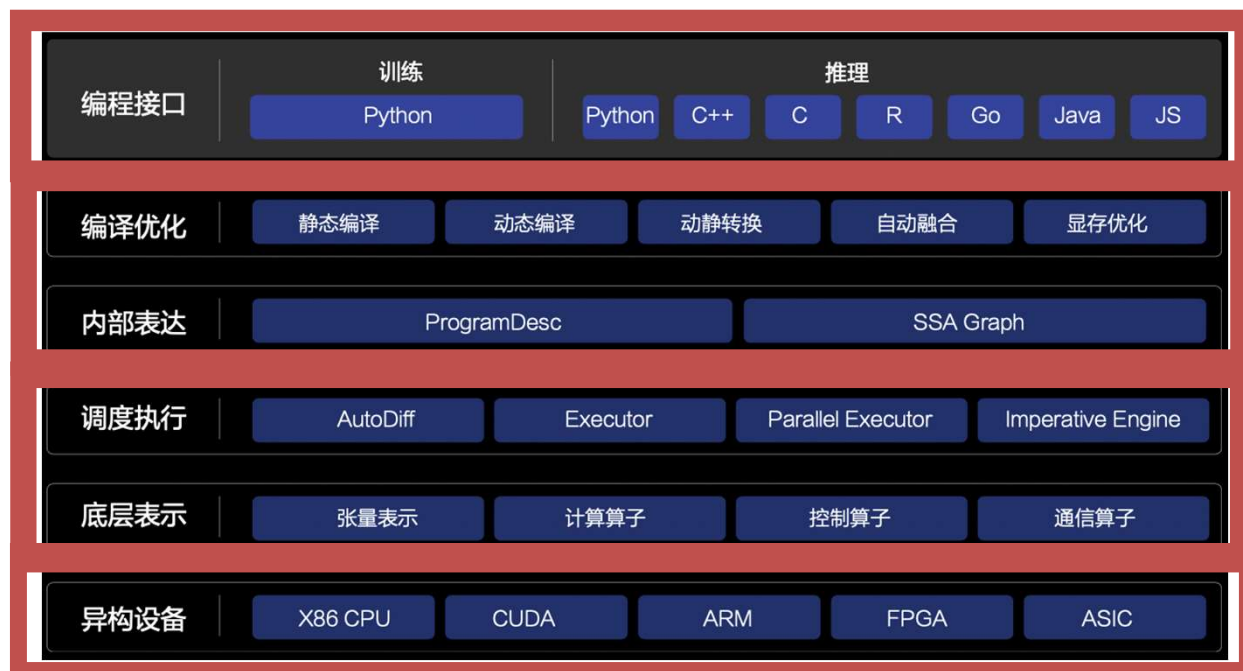 训练 推理
编程接口 Python Python C++ C R Go Java JS
编译优化 静态编译 动态编译 动静转换 自动融合 显存优化
内部表达 ProgramDesc SSA Graph
调度执行 AutoDiff Executor Parallel Executor Imperative Engine
底层表示 张量表示 计算算子 控制算子 通信算子
异构设备 X86 CPU CUDA ARM FPGA ASIC